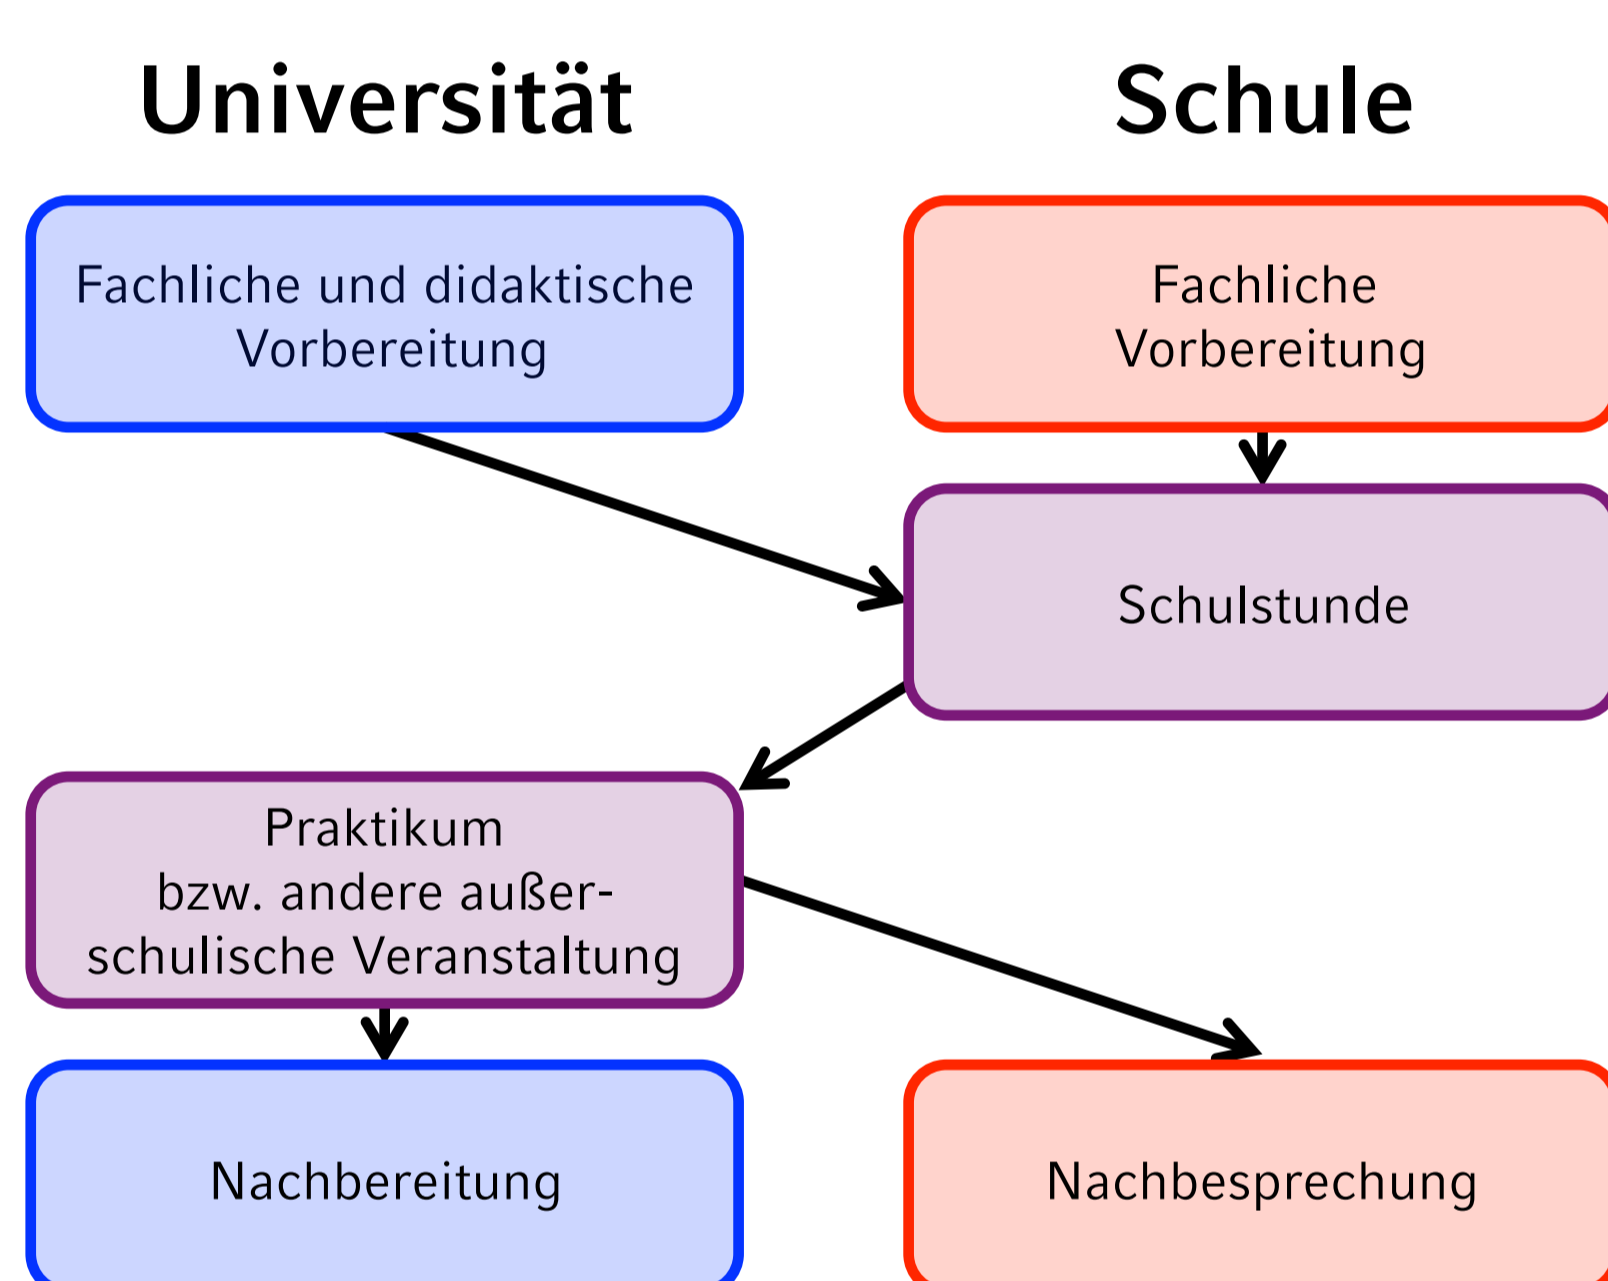 Universität
Schule
Fachliche und didaktische
Vorbereitung
Fachliche
Vorbereitung
Schulstunde
Praktikum
bzw. andere außer-
schulische Veranstaltung
Nachbereitung
Nachbesprechung